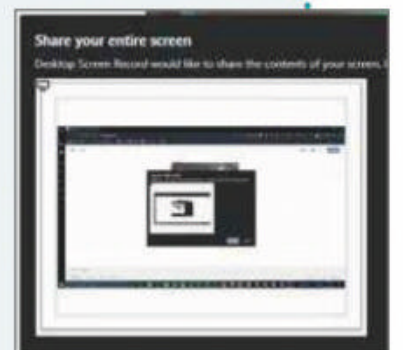 Share your entire screen
Desktop Screen Record would like to share the contents of your screen.